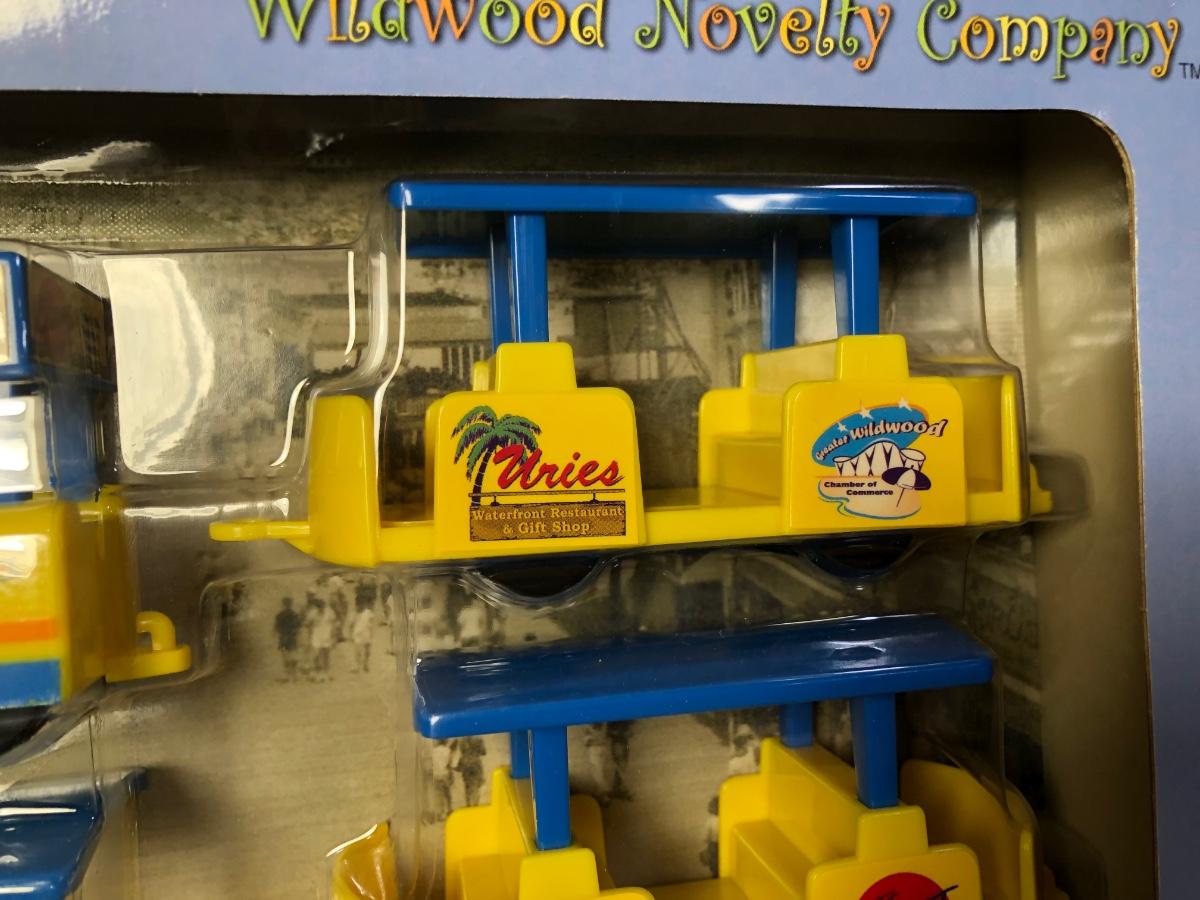 Wildwood Novelty Company
TM
Uries
Waterfront Restaurant
& Gift Shop
Greater Wildwood
Chamber of
Commerce